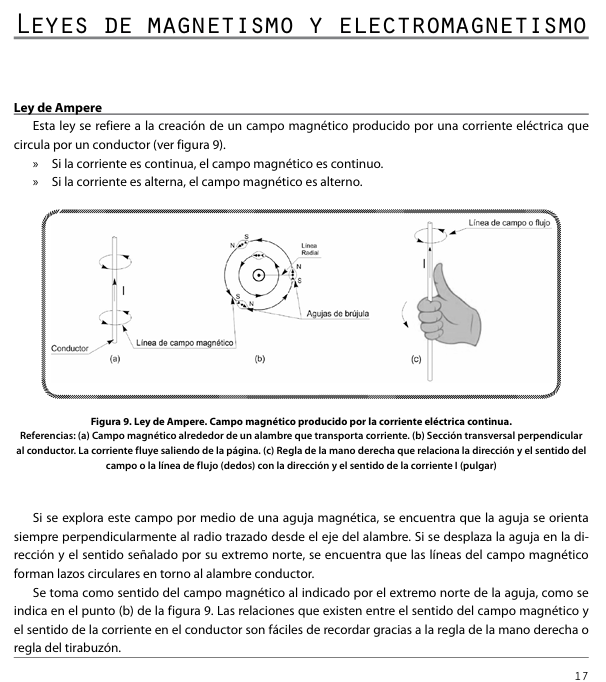 Leyes de magnetismo y electromagnetismo
Ley de Ampere
Esta ley se refiere a la creación de un campo magnético producido por una corriente eléctrica que
circula por un conductor (ver figura 9).
» Si la corriente es continua, el campo magnético es continuo.
» Si la corriente es alterna, el campo magnético es alterno.
I
Conductor
Línea de campo magnético
(a)
S
N
Línea
Radial
N
S
S
N
Agujas de brújula
(b)
Línea de campo o flujo
I
(c)
Figura 9. Ley de Ampere. Campo magnético producido por la corriente eléctrica continua.
Referencias: (a) Campo magnético alrededor de un alambre que transporta corriente. (b) Sección transversal perpendicular
al conductor. La corriente fluye saliendo de la página. (c) Regla de la mano derecha que relaciona la dirección y el sentido del
campo o la línea de flujo (dedos) con la dirección y el sentido de la corriente I (pulgar)
Si se explora este campo por medio de una aguja magnética, se encuentra que la aguja se orienta
siempre perpendicularmente al radio trazado desde el eje del alambre. Si se desplaza la aguja en la di-
rección y el sentido señalado por su extremo norte, se encuentra que las líneas del campo magnético
forman lazos circulares en torno al alambre conductor.
Se toma como sentido del campo magnético al indicado por el extremo norte de la aguja, como se
indica en el punto (b) de la figura 9. Las relaciones que existen entre el sentido del campo magnético y
el sentido de la corriente en el conductor son fáciles de recordar gracias a la regla de la mano derecha o
regla del tirabuzón.
17